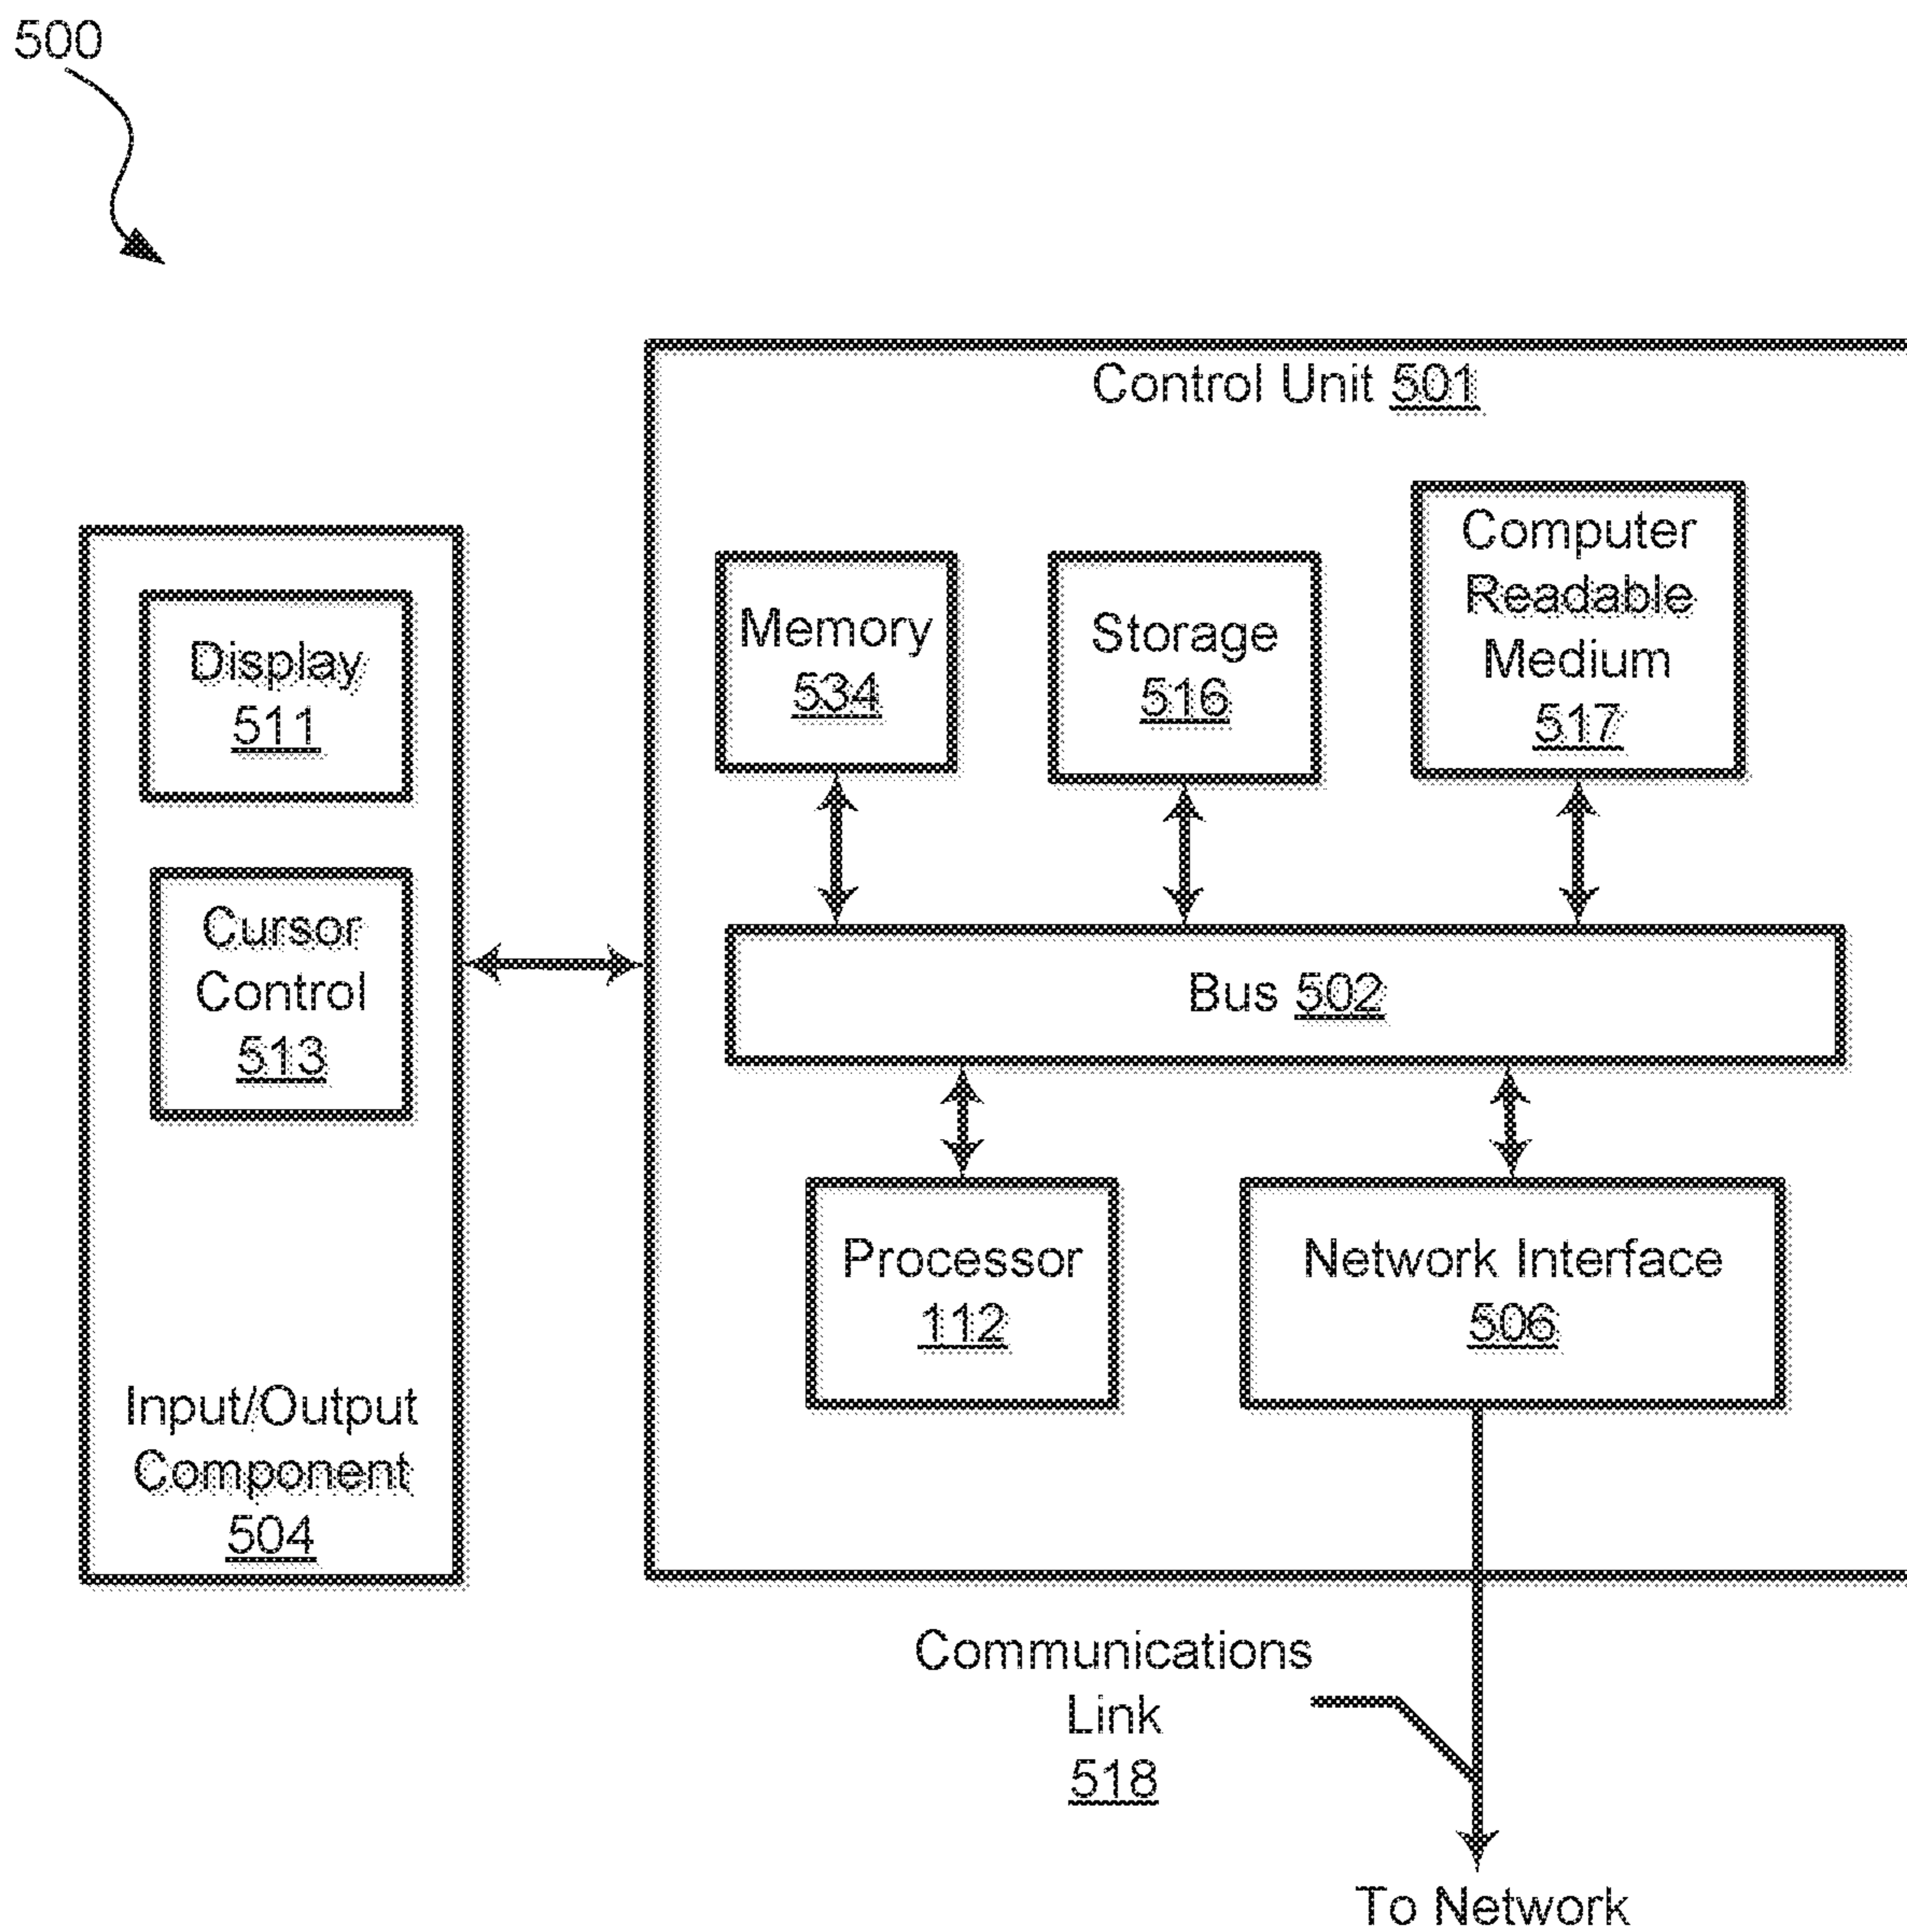 500
Control Unit 501
Computer
Readable
Medium
517
Memory
534
Storage
516
Display
511
Cursor
Control
513
Bus 502
Processor
112
Network Interface
506
Input/Output
Component
504
Communications
Link
518
To Network